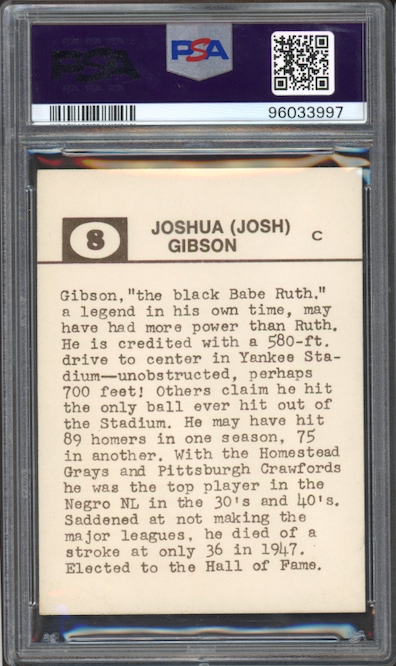 PSA
PSA
96033997
8
JOSHUA (JOSH)
GIBSON
C
Gibson,"the black Babe Ruth,"
a legend in his own time, may
have had more power than Ruth.
He is credited with a 580-ft.
drive to center in Yankee Sta-
dium—unobstructed, perhaps
700 feet! Others claim he hit
the only ball ever hit out of
the Stadium. He may have hit
89 homers in one season, 75
in another. With the Homestead
Grays and Pittsburgh Crawfords
he was the top player in the
Negro NL in the 30's and 40's.
Saddened at not making the
major leagues, he died of a
stroke at only 36 in 1947.
Elected to the Hall of Fame.